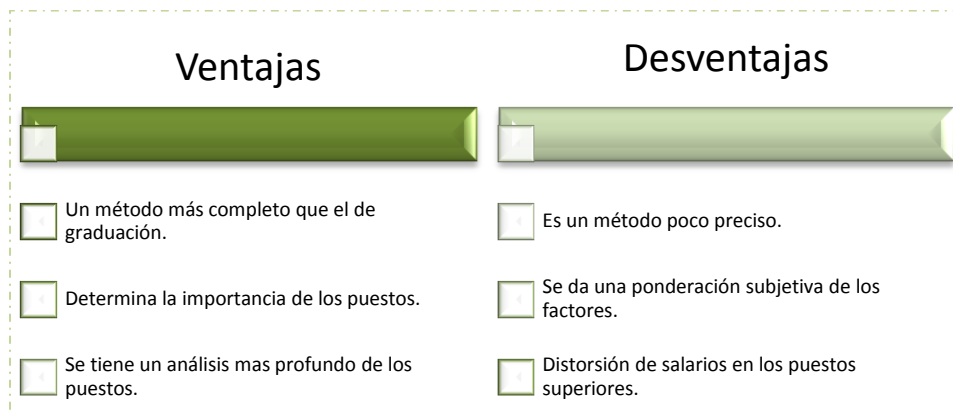 Ventajas
Un método más completo que el de
graduación.
Determina la importancia de los puestos.
Se tiene un análisis mas profundo de los
puestos.
Desventajas
Es un método poco preciso.
Se da una ponderación subjetiva de los
factores.
Distorsión de salarios en los puestos
superiores.